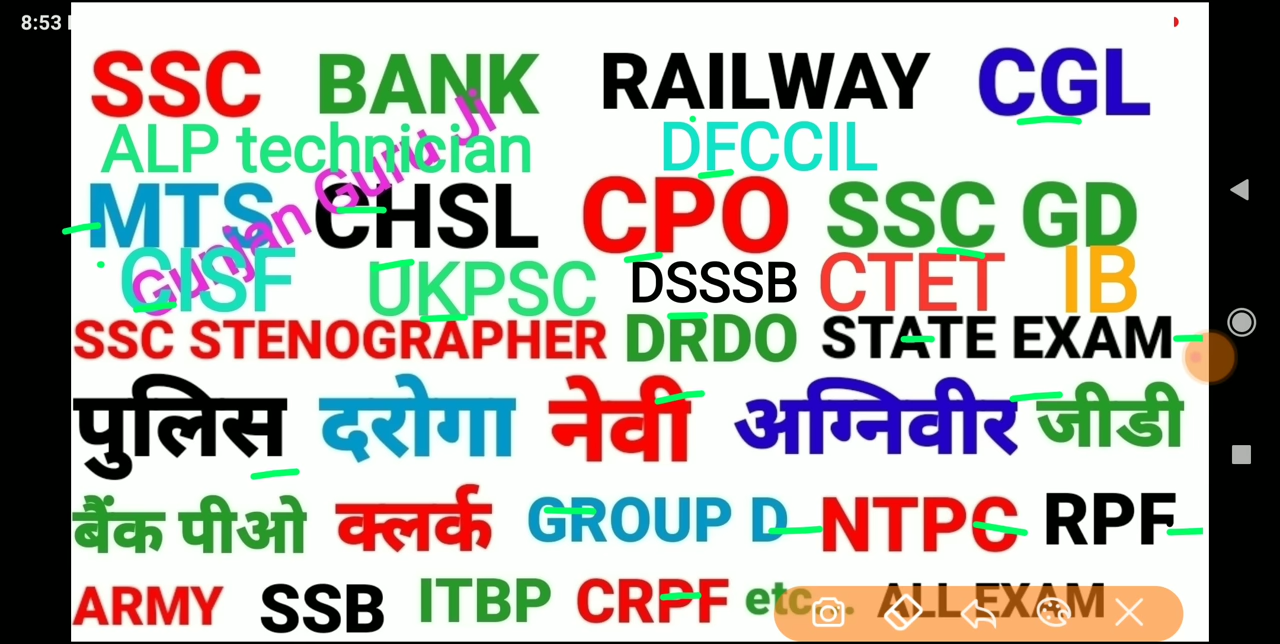 8:53
SSC BANK RAILWAY CGL
ALP technician DFCCIL
MTS CHSL CPO SSC GD
Gunjan Guru Ji
CISF UKPSC DSSSB CTET IB
SSC STENOGRAPHER DRDO STATE EXAM
पुलिस दरोगा नेवी अग्निवीर जीडी
बैंक पीओ क्लर्क GROUP D NTPC RPF
ARMY SSB ITBP CRPF etc... ALL EXAM